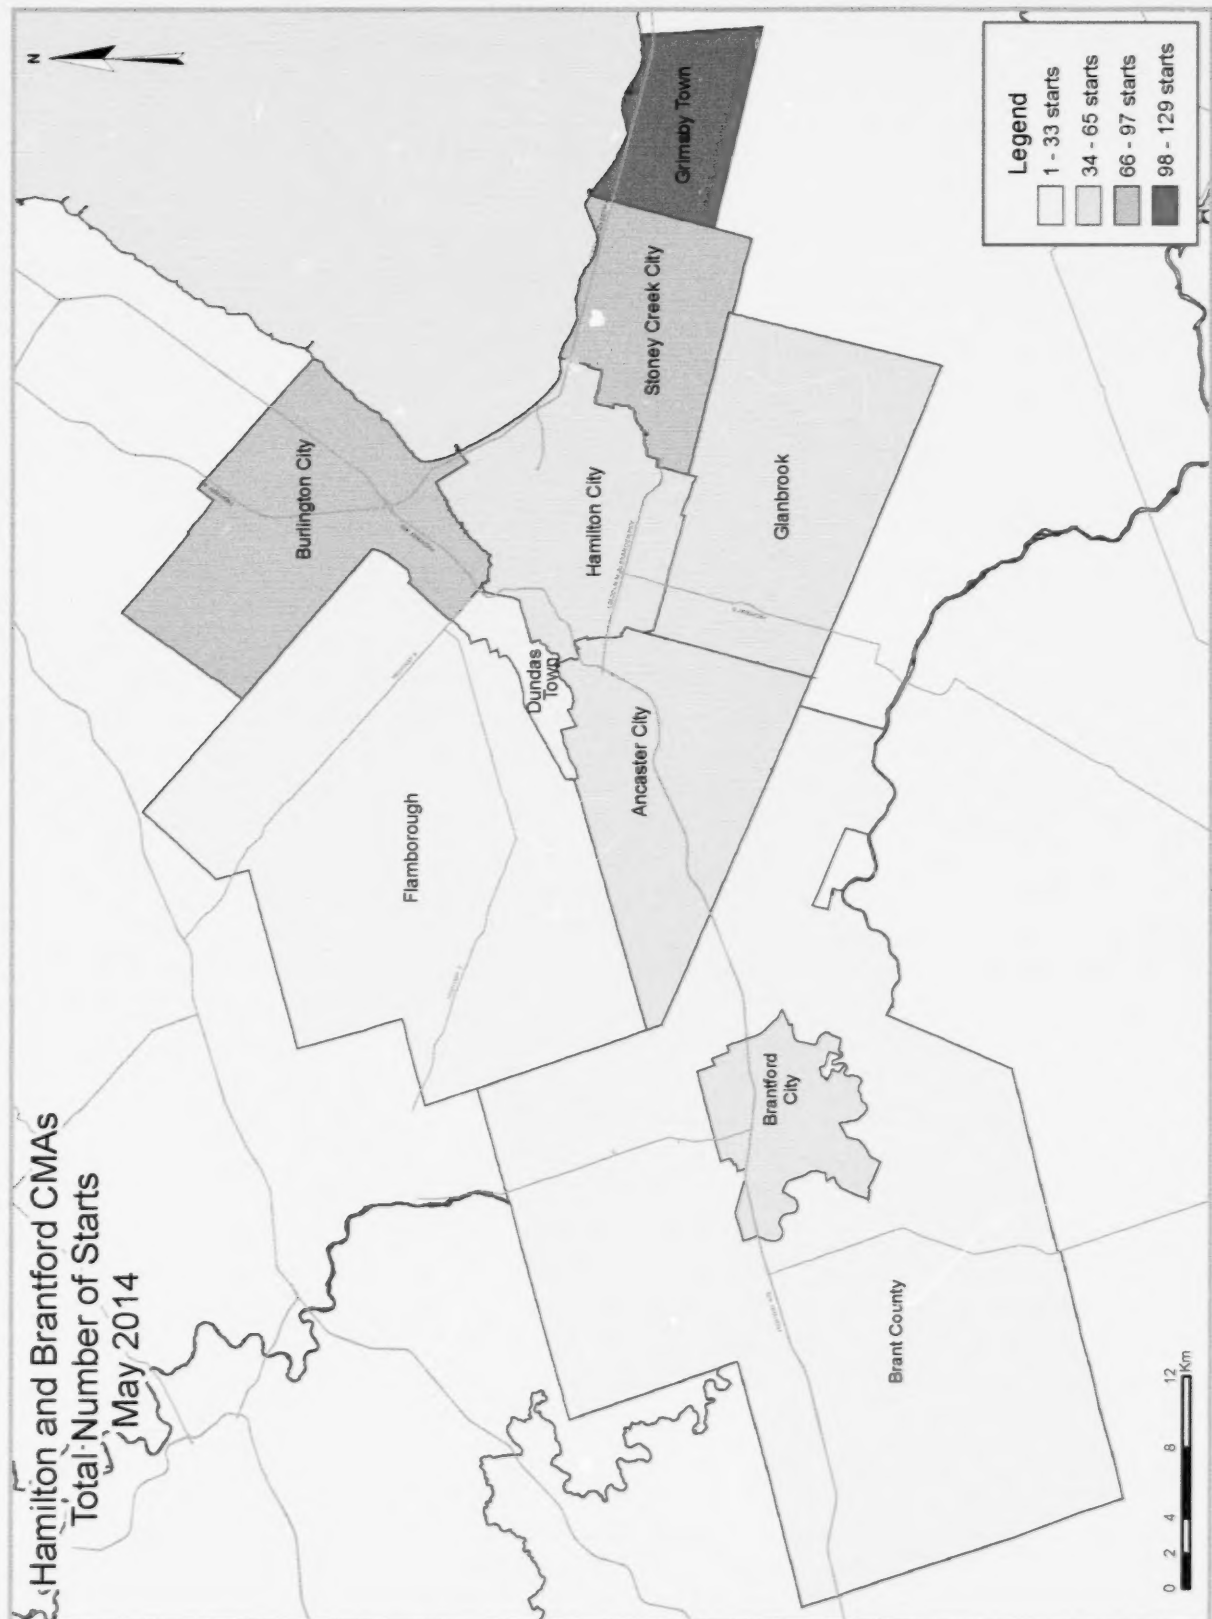 Hamilton and Brantford CMAs
Total Number of Starts
May 2014
N
Burlington City
Grimsby Town
Stoney Creek City
Hamilton City
Dundas
Town
Glanbrook
Flamborough
Ancaster City
Brantford
City
Brant County
Legend
1 - 33 starts
34 - 65 starts
66 - 97 starts
98 - 129 starts
0 2 4 8 12
Km